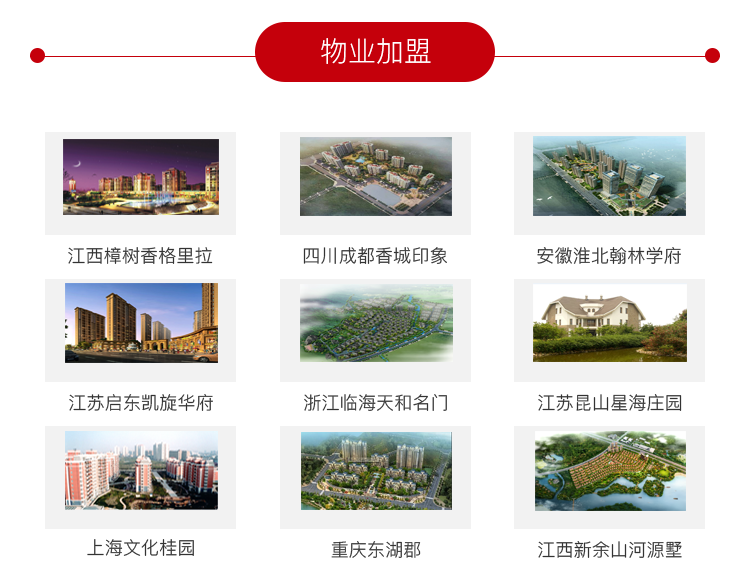 物业加盟
江西樟树香格里拉
四川成都香城印象
安徽淮北翰林学府
江苏启东凯旋华府
浙江临海天和名门
江苏昆山星海庄园
上海文化桂园
重庆东湖郡
江西新余山河源墅